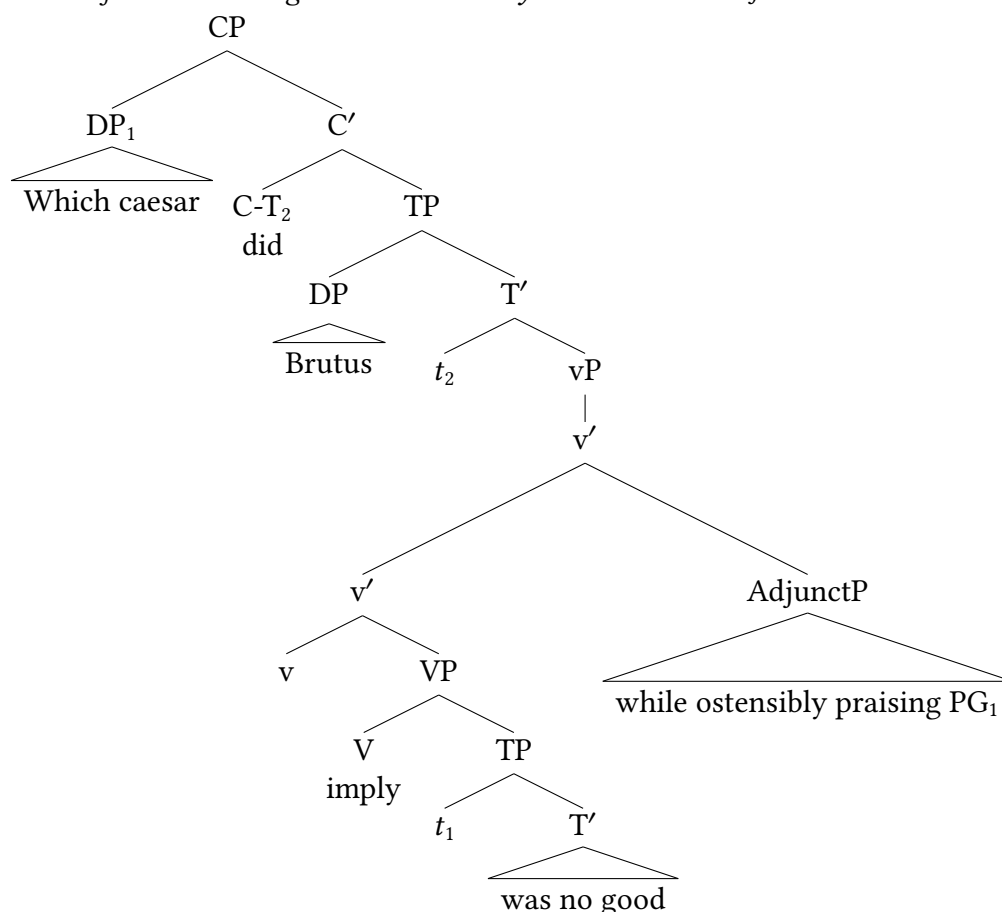 CP
DP₁ C′
Which caesar C-T₂ TP
did
DP T′
Brutus t₂ vP
v′
v′ AdjunctP
v VP while ostensibly praising PG₁
V TP
imply
t₁ T′
was no good